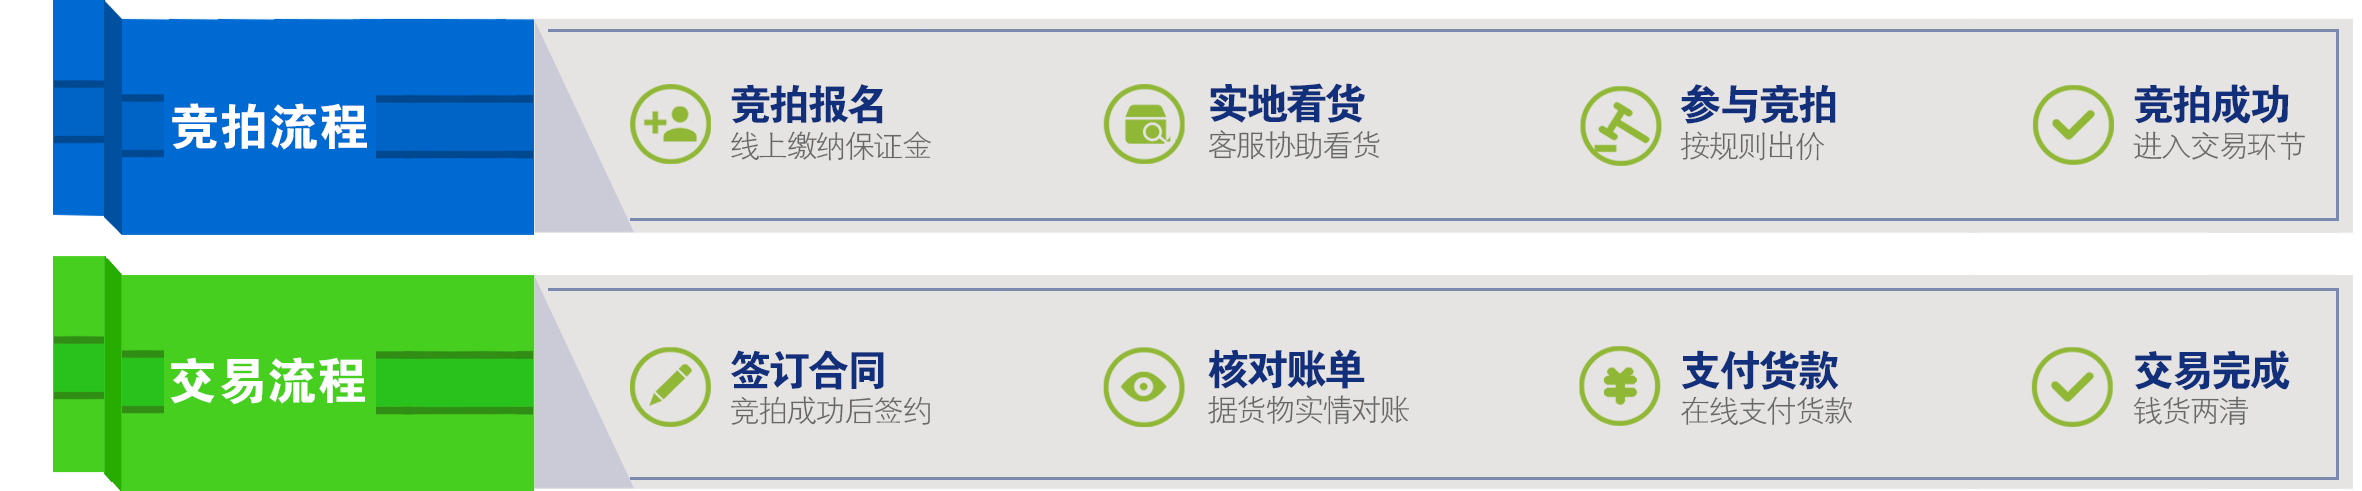 竞拍流程
竞拍报名
线上缴纳保证金
实地看货
客服协助看货
参与竞拍
按规则出价
竞拍成功
进入交易环节
交易流程
签订合同
竞拍成功后签约
核对账单
据货物实情对账
支付货款
在线支付货款
交易完成
钱货两清